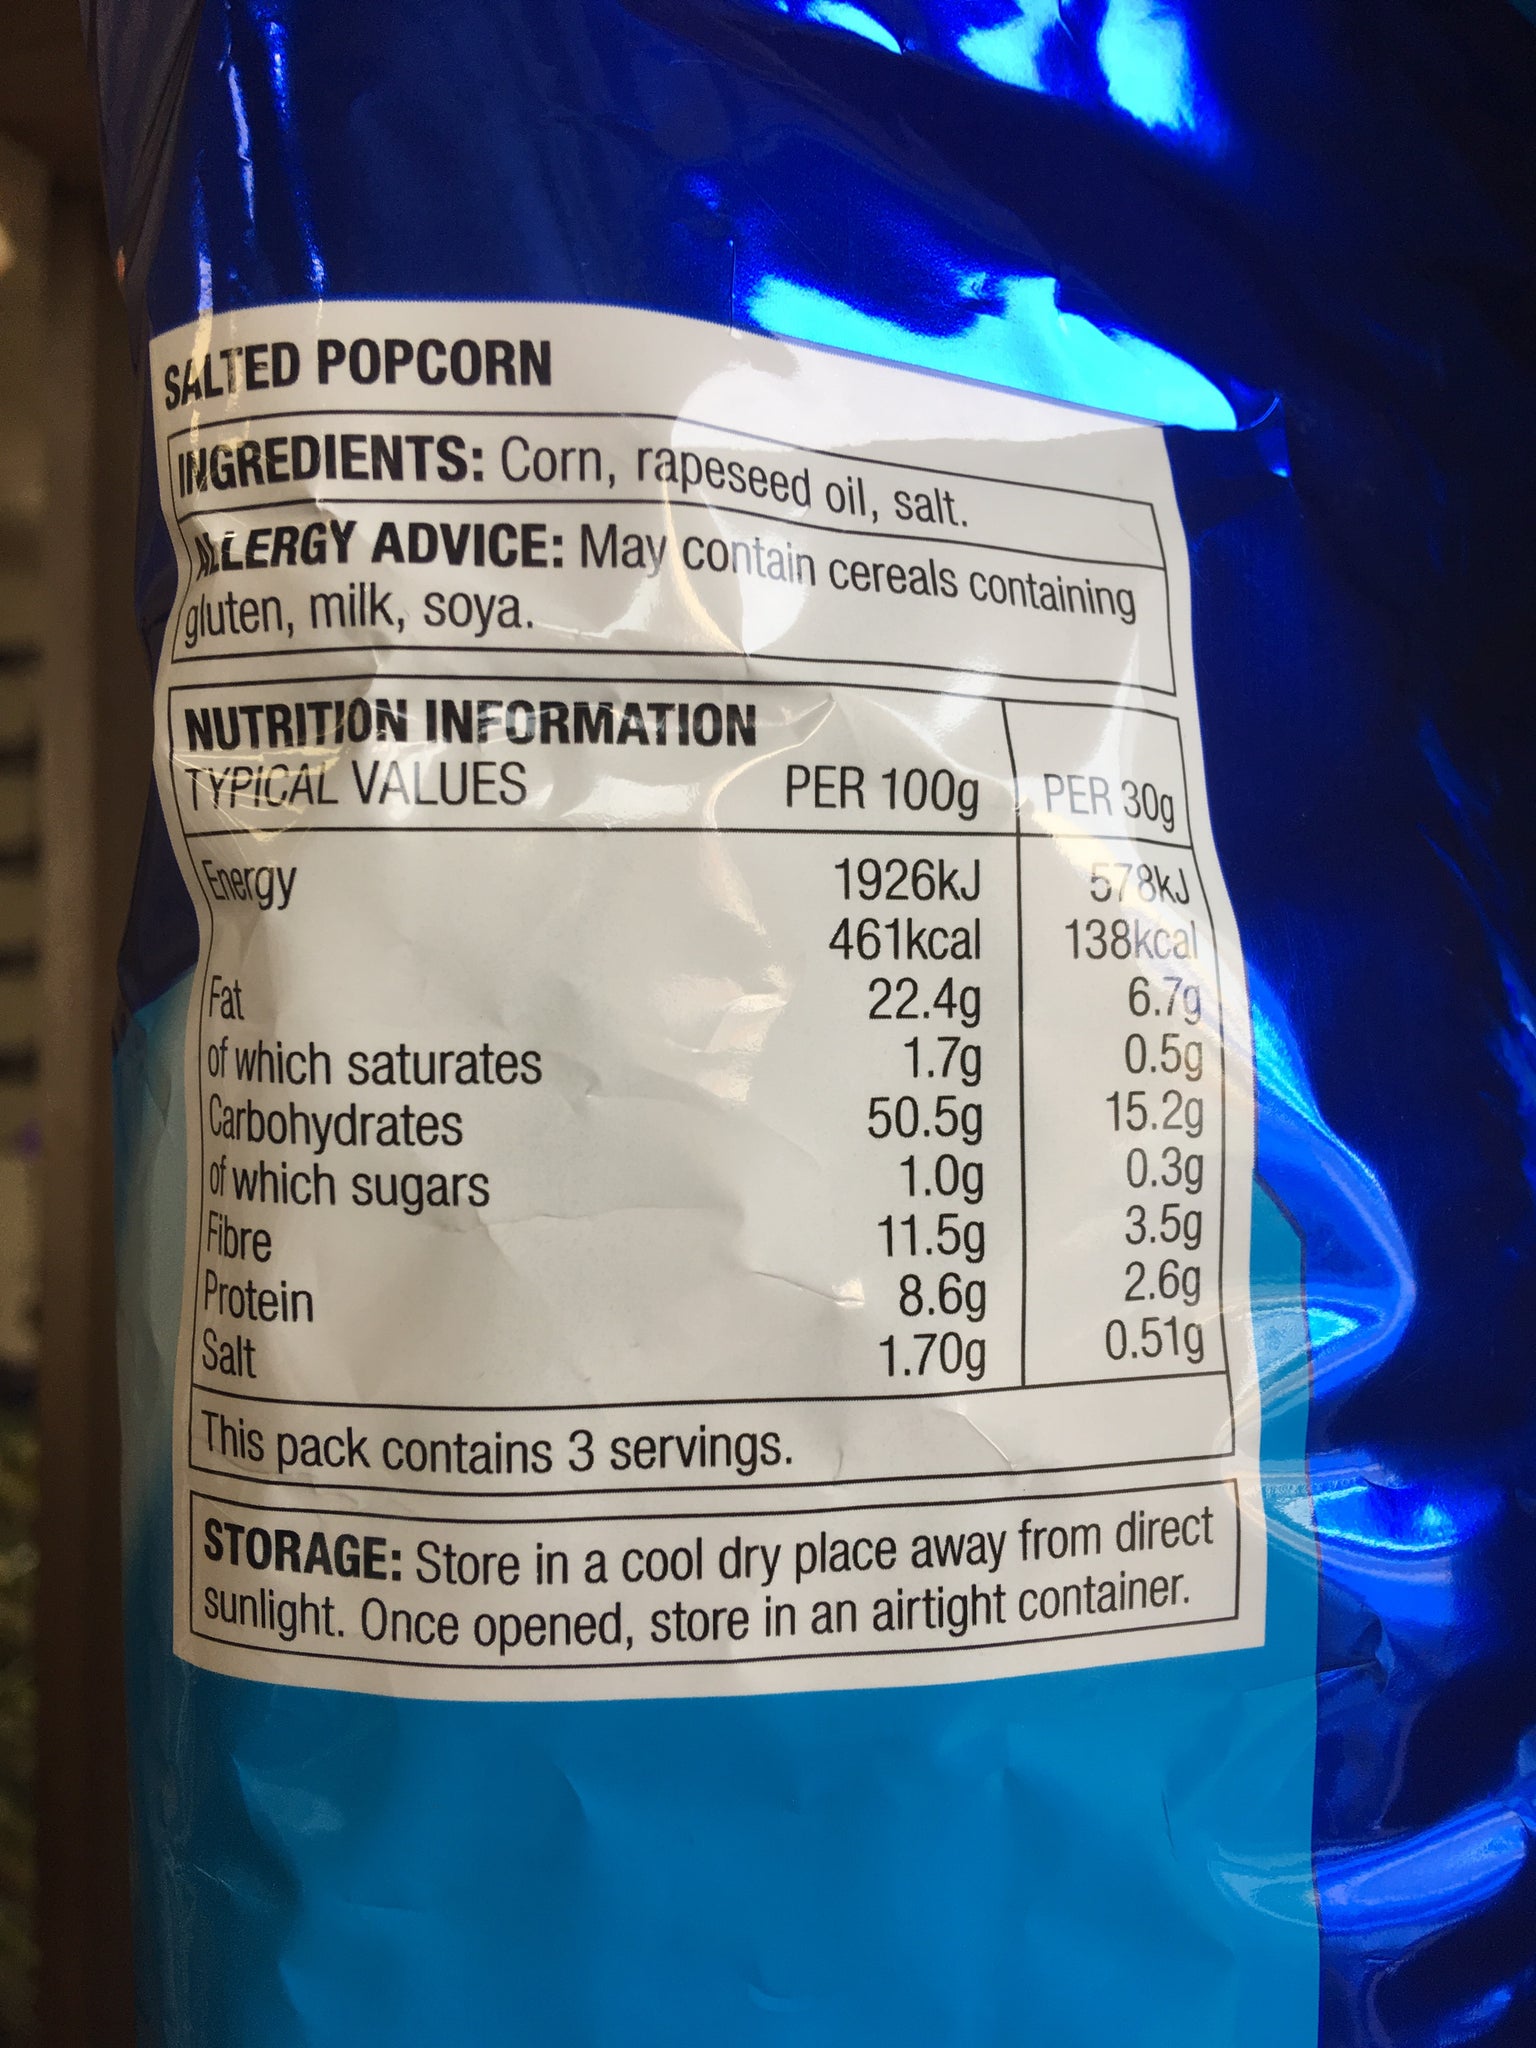 SALTED POPCORN
INGREDIENTS: Corn, rapeseed oil, salt.
ALLERGY ADVICE: May contain cereals containing
gluten, milk, soya.
NUTRITION INFORMATION
TYPICAL VALUES PER 100g PER 30g
Energy 1926kJ 578kJ
461kcal 138kcal
Fat 22.4g 6.7g
of which saturates 1.7g 0.5g
Carbohydrates 50.5g 15.2g
of which sugars 1.0g 0.3g
Fibre 11.5g 3.5g
Protein 8.6g 2.6g
Salt 1.70g 0.51g
This pack contains 3 servings.
STORAGE: Store in a cool dry place away from direct
sunlight. Once opened, store in an airtight container.